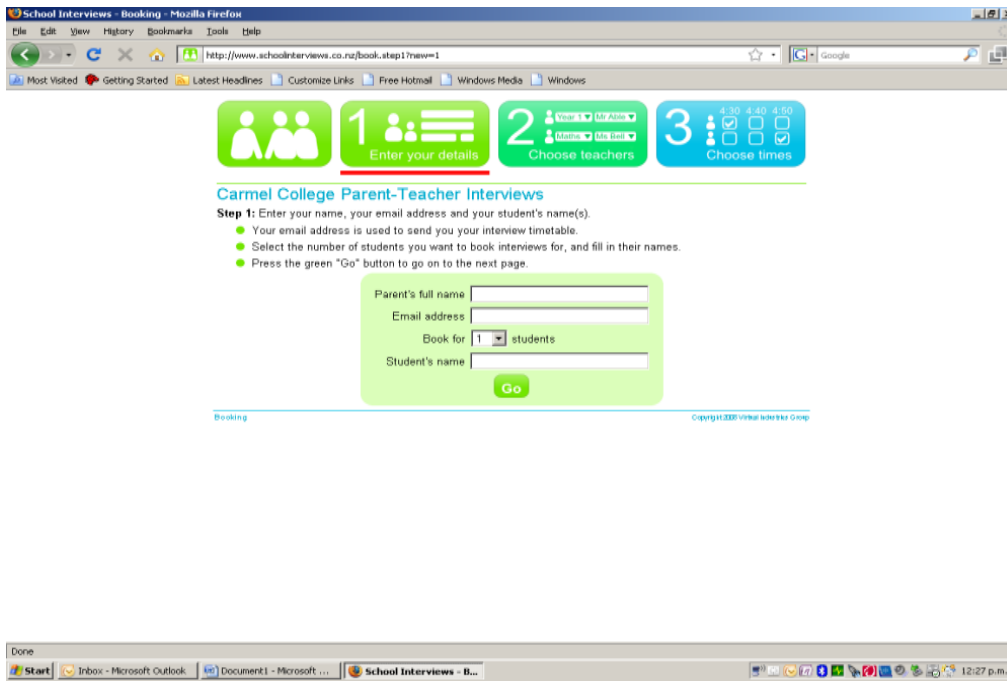 School Interviews - Booking - Mozilla Firefox
File Edit View History Bookmarks Tools Help
http://www.schoolinterviews.co.nz/book.step1?new=1
G Google
Most Visited Getting Started Latest Headlines Customize Links Free Hotmail Windows Media Windows
1 Enter your details
2 Year 1 Mr Able Maths Ms Bell Choose teachers
3 4:30 4:40 4:50 Choose times
Carmel College Parent-Teacher Interviews
Step 1: Enter your name, your email address and your student's name(s).
Your email address is used to send you your interview timetable.
Select the number of students you want to book interviews for, and fill in their names.
Press the green "Go" button to go on to the next page.
Parent's full name
Email address
Book for 1 students
Student's name
Go
Booking
Copyright 2008 Virtual Industries Group
Done
Start Inbox - Microsoft Outlook Document1 - Microsoft ... School Interviews - B... 12:27 p.m.